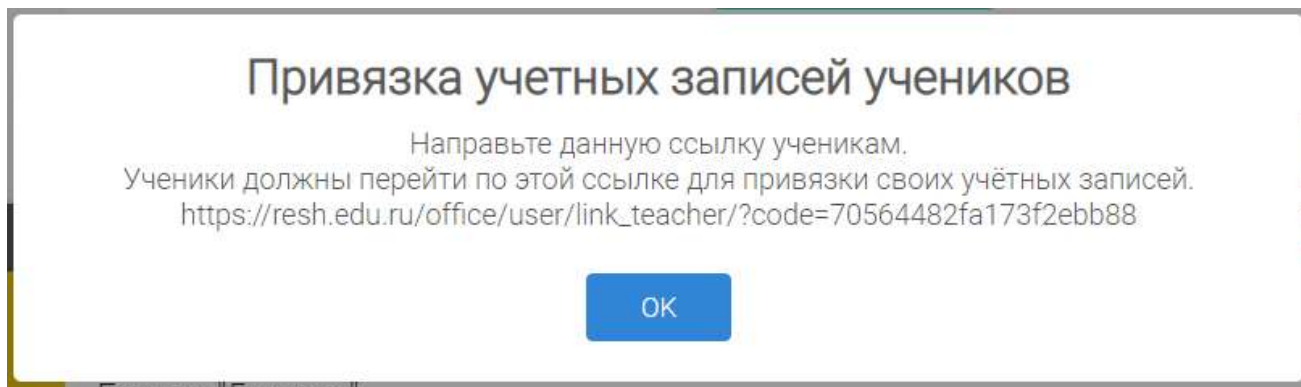 Привязка учетных записей учеников
Направьте данную ссылку ученикам.
Ученики должны перейти по этой ссылке для привязки своих учётных записей.
https://resh.edu.ru/office/user/link_teacher/?code=70564482fa173f2ebb88
OK